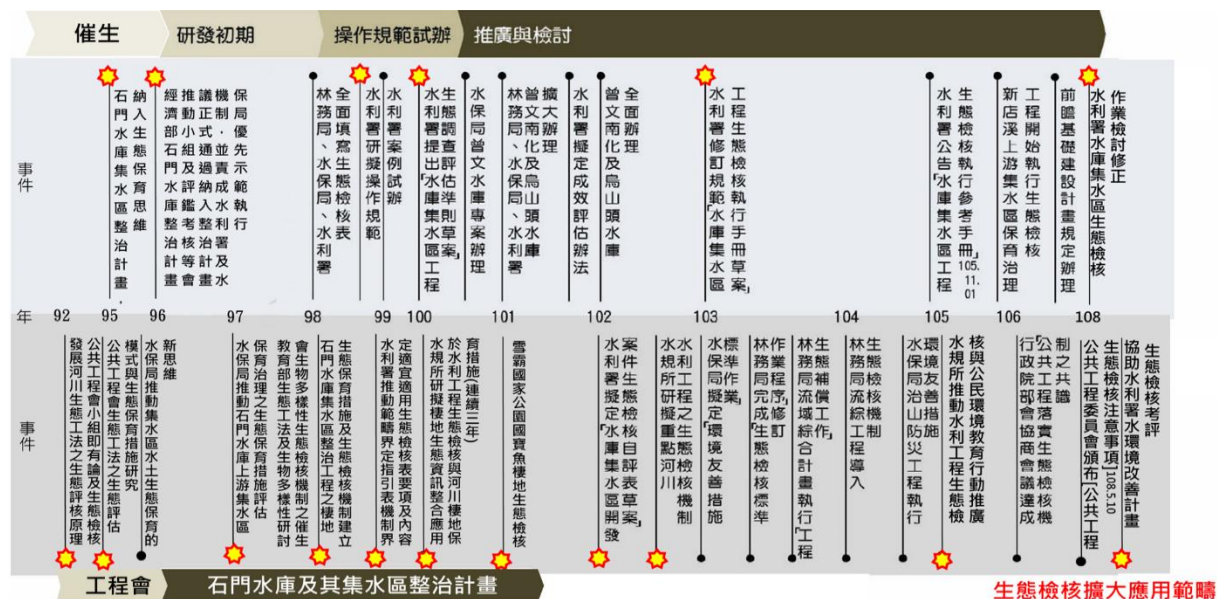 催生
研發初期
操作規範試辦
推廣與檢討
事件
石門水庫集水區整治計畫，
納入生態保育思維
經濟部石門水庫整治計畫
推動小組及評鑑考核等會
議正式通過納入整治計畫
機制，並責成水利署及水
保局優先示範執行
林務局、水保局、水利署
全面填寫生態檢核表
水利署研擬操作規範
水利署案例試辦
水利署提出「水庫集水區工程
生態調查評估準則草案」
水保局曾文水庫專案辦理
林務局、水保局、水利署
曾文南化及烏山頭水庫
擴大辦理
水利署擬定成效評估辦法
曾文南化及烏山頭水庫
全面辦理
水利署修訂規範「水庫集水區
工程生態檢核執行手冊草案」
水利署公告「水庫集水區工程
生態檢核執行參考手冊」105.11.01
新店溪上游集水區保育治理
工程開始執行生態檢核
前瞻基礎建設計畫規定辦理
水利署水庫集水區生態檢核
作業檢討修正
年 92 95 96 97 98 99 100 101 102 103 104 105 106 108
事件
發展河川生態工法之生態評核原理
公共工程會小組即有論及生態檢核
公共工程會生態工法之生態評估
模式與生態保育措施研究
水保局推動集水區水土生態保育的
新思維
水保局推動石門水庫上游集水區
保育治理之生態保育措施評估
教育部生態工法及生物多樣性研討
會生物多樣性生態檢核機制之催生
石門水庫集水區整治工程之棲地
生態保育措施及生態檢核機制建立
水利署推動範疇界定指引表機制界
定適宜適用生態檢核表要項及內容
水規所研擬棲地生態資訊整合應用
於水利工程生態檢核與河川棲地保
育措施(連續三年)
雪霸國家公園國寶魚棲地生態檢核
水利署擬定「水庫集水區開發
案件生態檢核自評表草案」
水規所研擬重點河川
水利工程之生態檢核機制
水保局擬定「環境友善措施
標準作業」
林務局完成「生態檢核標準
作業程序」修訂
林務局流域綜合計畫執行「工程
生態補償工作」
林務局流綜工程導入
生態檢核機制
水保局治山防災工程執行
環境友善措施
水規所推動水利工程生態檢
核與公民環境教育行動推廣
行政院部會協商會議達成
「公共工程落實生態檢核機
制之共識
公共工程委員會頒布「公共工程
生態檢核注意事項」108.5.10
協助水利署水環境改善計畫
生態檢核考評
工程會
石門水庫及其集水區整治計畫
生態檢核擴大應用範疇